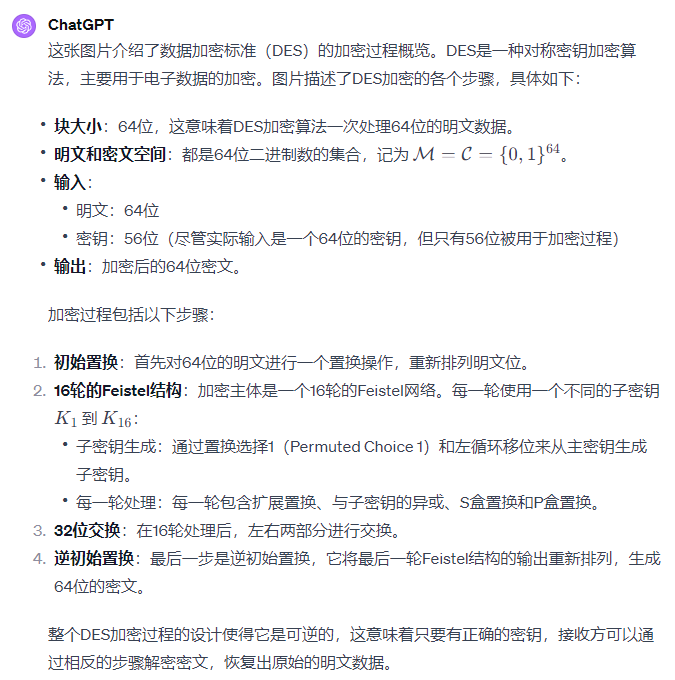 ChatGPT
这张图片介绍了数据加密标准（DES）的加密过程概览。DES是一种对称密钥加密算
法，主要用于电子数据的加密。图片描述了DES加密的各个步骤，具体如下：
• 块大小：64位，这意味着DES加密算法一次处理64位的明文数据。
• 明文和密文空间：都是64位二进制数的集合，记为 $\mathcal{M} = \mathcal{C} = \{0, 1\}^{64}$。
• 输入：
• 明文：64位
• 密钥：56位（尽管实际输入是一个64位的密钥，但只有56位被用于加密过程）
• 输出：加密后的64位密文。
加密过程包括以下步骤：
1. 初始置换：首先对64位的明文进行一个置换操作，重新排列明文位。
2. 16轮的Feistel结构：加密主体是一个16轮的Feistel网络。每一轮使用一个不同的子密钥
$K_1$ 到 $K_{16}$：
• 子密钥生成：通过置换选择1（Permuted Choice 1）和左循环移位来从主密钥生成
子密钥。
• 每一轮处理：每一轮包含扩展置换、与子密钥的异或、S盒置换和P盒置换。
3. 32位交换：在16轮处理后，左右两部分进行交换。
4. 逆初始置换：最后一步是逆初始置换，它将最后一轮Feistel结构的输出重新排列，生成
64位的密文。
整个DES加密过程的设计使得它是可逆的，这意味着只要有正确的密钥，接收方可以通
过相反的步骤解密密文，恢复出原始的明文数据。